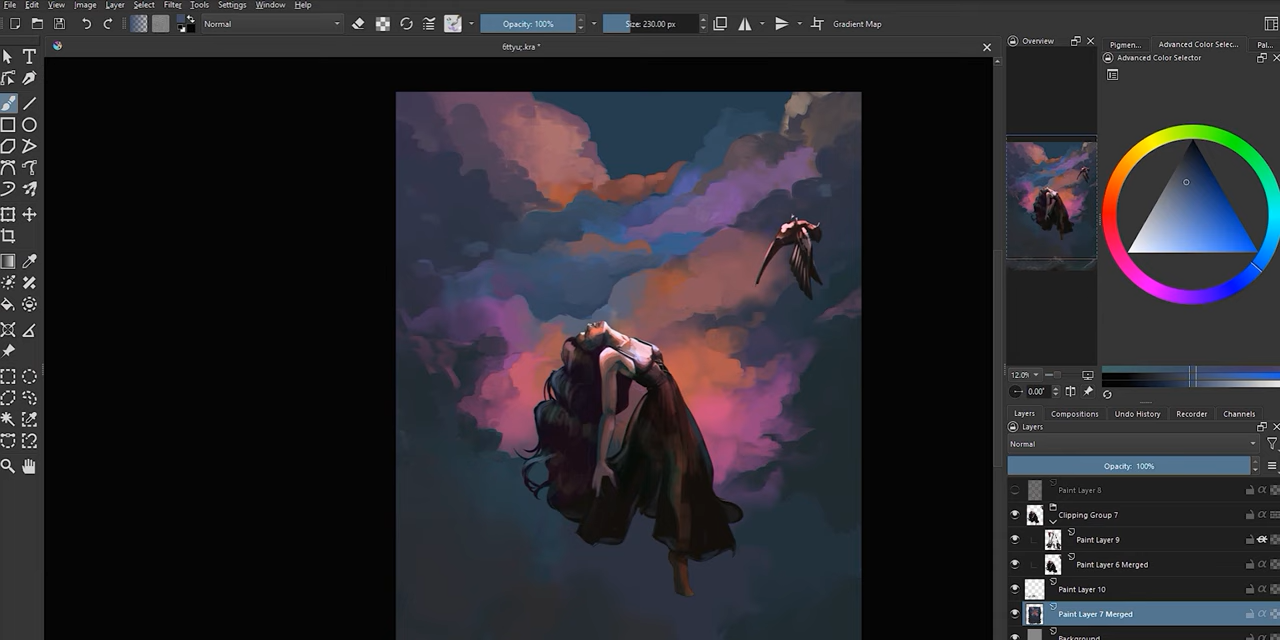 File Edit View Image Layer Select Filter Tools Settings Window Help
Normal Opacity: 100% Size: 230.00 px Gradient Map
6ttyu;.kra *
Overview
Pigmen... Advanced Color Selec... Pal...
Advanced Color Selector
12.0%
0.00°
Layers Compositions Undo History Recorder Channels
Layers
Normal
Opacity: 100%
Paint Layer 8
Clipping Group 7
Paint Layer 9
Paint Layer 6 Merged
Paint Layer 10
Paint Layer 7 Merged
Background